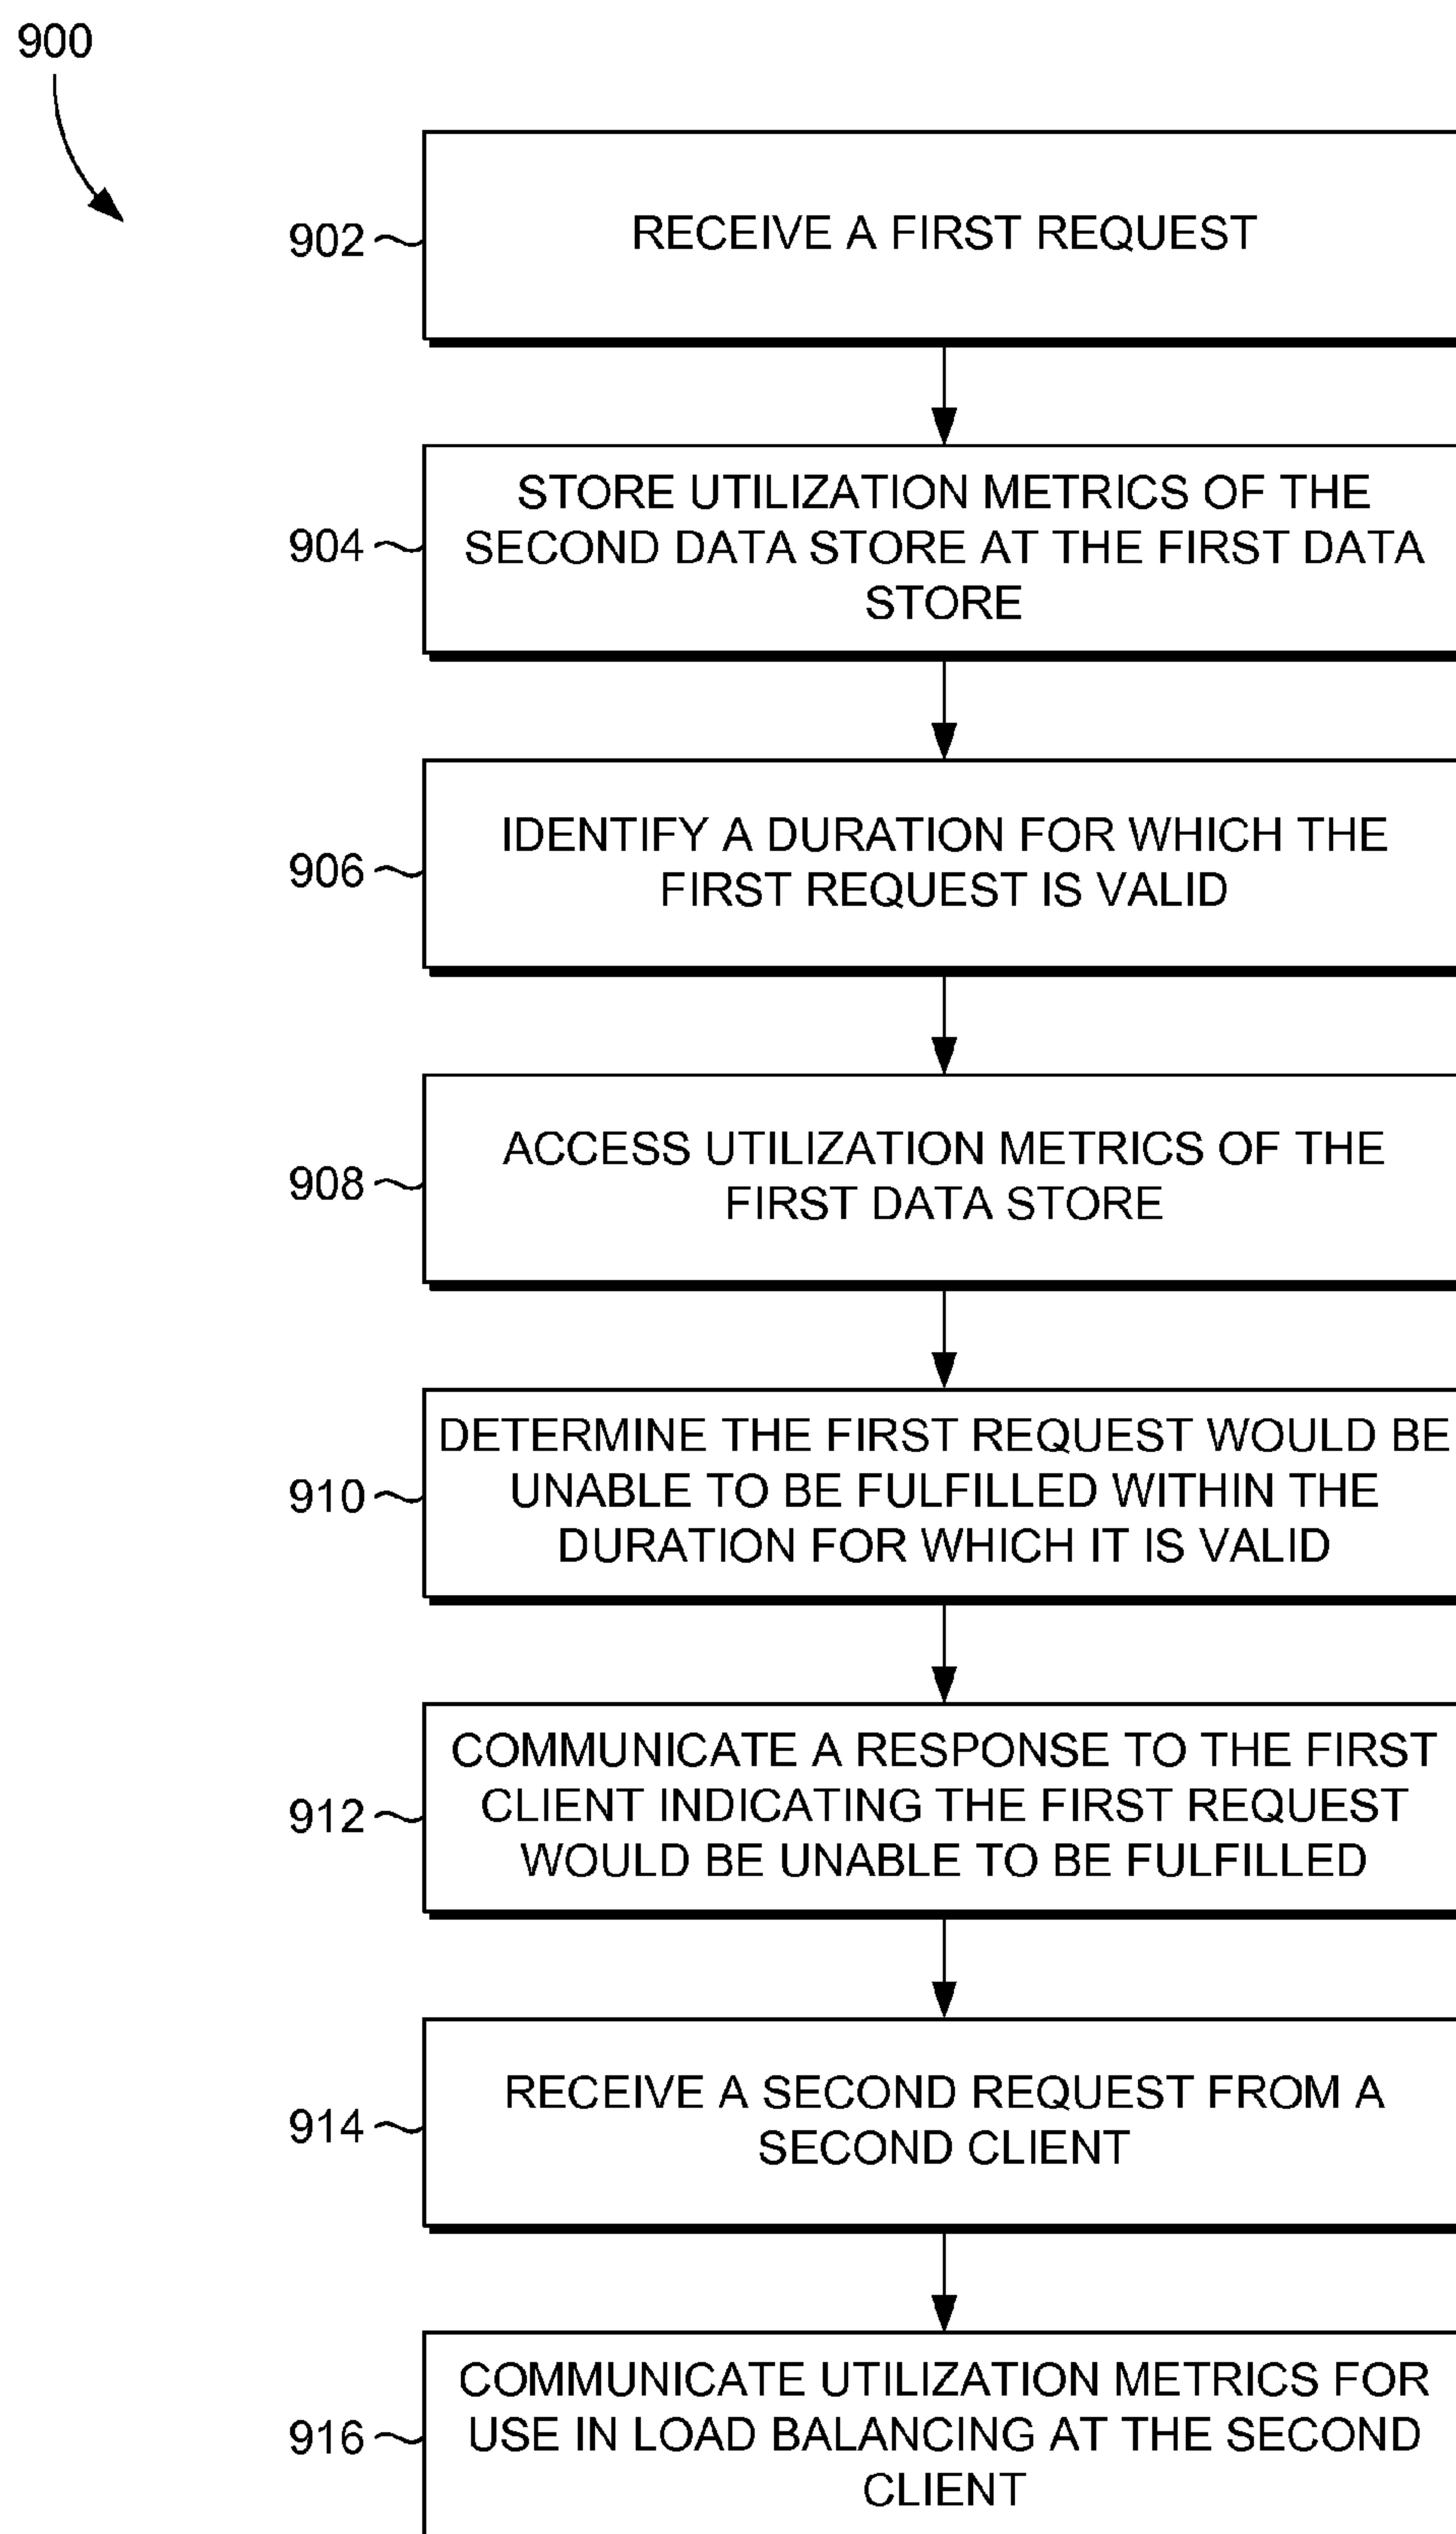 900
902
RECEIVE A FIRST REQUEST
904
STORE UTILIZATION METRICS OF THE
SECOND DATA STORE AT THE FIRST DATA
STORE
906
IDENTIFY A DURATION FOR WHICH THE
FIRST REQUEST IS VALID
908
ACCESS UTILIZATION METRICS OF THE
FIRST DATA STORE
910
DETERMINE THE FIRST REQUEST WOULD BE
UNABLE TO BE FULFILLED WITHIN THE
DURATION FOR WHICH IT IS VALID
912
COMMUNICATE A RESPONSE TO THE FIRST
CLIENT INDICATING THE FIRST REQUEST
WOULD BE UNABLE TO BE FULFILLED
914
RECEIVE A SECOND REQUEST FROM A
SECOND CLIENT
916
COMMUNICATE UTILIZATION METRICS FOR
USE IN LOAD BALANCING AT THE SECOND
CLIENT